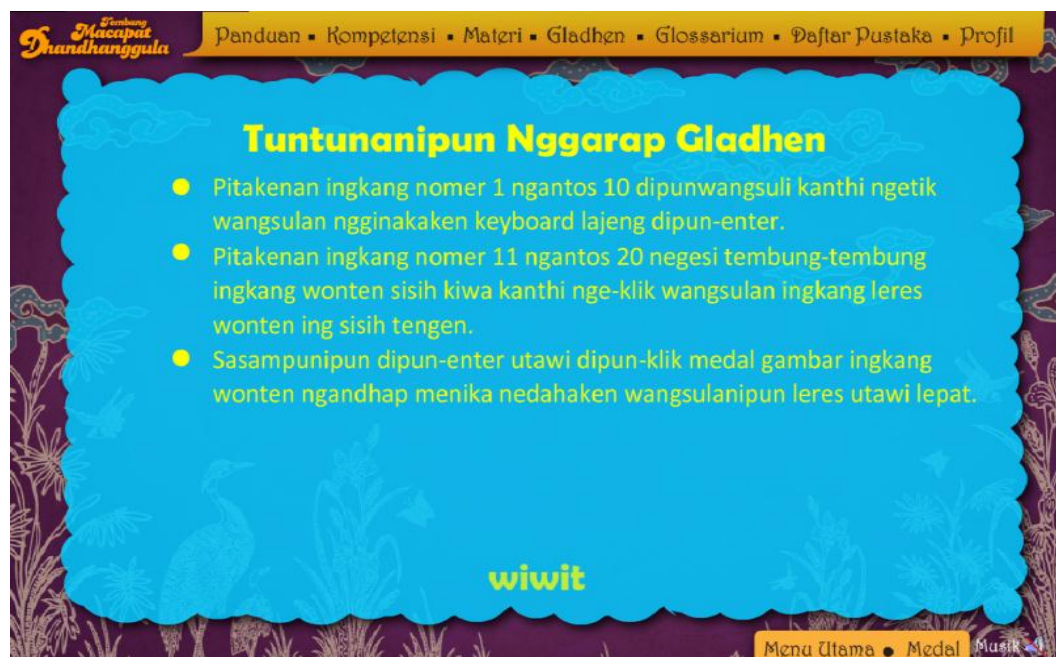 Tembang
Macapat
Dhandhanggula
Panduan ▪ Kompetensi ▪ Materi ▪ Gladhen ▪ Glossarium ▪ Daftar Pustaka ▪ Profil
Tuntunanipun Nggarap Gladhen
● Pitakenan ingkang nomer 1 ngantos 10 dipunwangsuli kanthi ngetik
wangsulan ngginakaken keyboard lajeng dipun-enter.
● Pitakenan ingkang nomer 11 ngantos 20 negesi tembung-tembung
ingkang wonten sisih kiwa kanthi nge-klik wangsulan ingkang leres
wonten ing sisih tengen.
● Sasampunipun dipun-enter utawi dipun-klik medal gambar ingkang
wonten ngandhap menika nedahaken wangsulanipun leres utawi lepat.
wiwit
Menu Utama ● Medal Musik